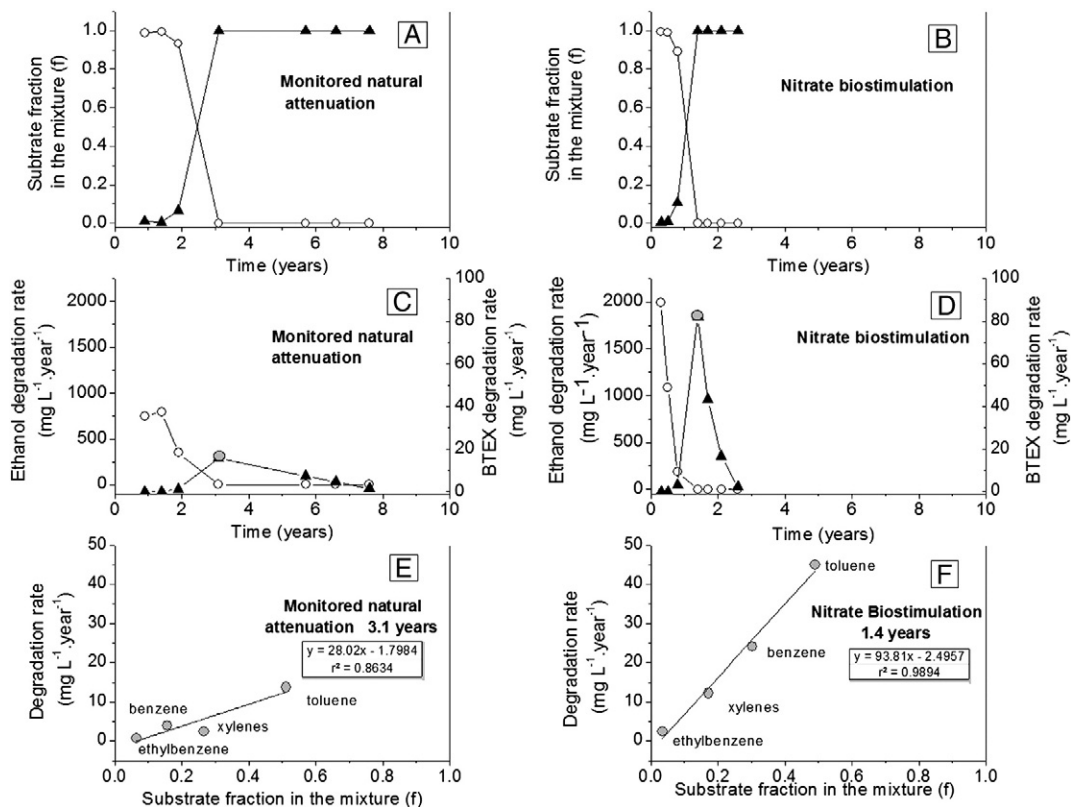 A
Monitored natural
attenuation
Subtrate fraction
in the mixture (f)
1.0
0.8
0.6
0.4
0.2
0.0
0 2 4 6 8 10
Time (years)
B
Nitrate biostimulation
Subtrate fraction
in the mixture (f)
1.0
0.8
0.6
0.4
0.2
0.0
0 2 4 6 8 10
Time (years)
C
Monitored natural
attenuation
Ethanol degradation rate
(mg L⁻¹.year⁻¹)
2000
1500
1000
750
500
250
0
BTEX degradation rate
(mg L⁻¹.year⁻¹)
100
80
60
40
20
0
0 2 4 6 8 10
Time (years)
D
Nitrate biostimulation
Ethanol degradation rate
(mg L−1.year−1)
2000
1500
1000
750
500
250
0
BTEX degradation rate
(mg L⁻¹.year⁻¹)
100
80
60
40
20
0
0 2 4 6 8 10
Time (years)
E
Monitored natural
attenuation 3.1 years
y = 28.02x - 1.7984
r² = 0.8634
Degradation rate
(mg L⁻¹.year⁻¹)
50
40
30
20
10
0
benzene
toluene
xylenes
ethylbenzene
0.0 0.2 0.4 0.6 0.8 1.0
Substrate fraction in the mixture (f)
F
toluene
Nitrate Biostimulation
1.4 years
benzene
y = 93.81x - 2.4957
r² = 0.9894
xylenes
ethylbenzene
Degradation rate
(mg L⁻¹.year⁻¹)
50
40
30
20
10
0
0.0 0.2 0.4 0.6 0.8 1.0
Substrate fraction in the mixture (f)